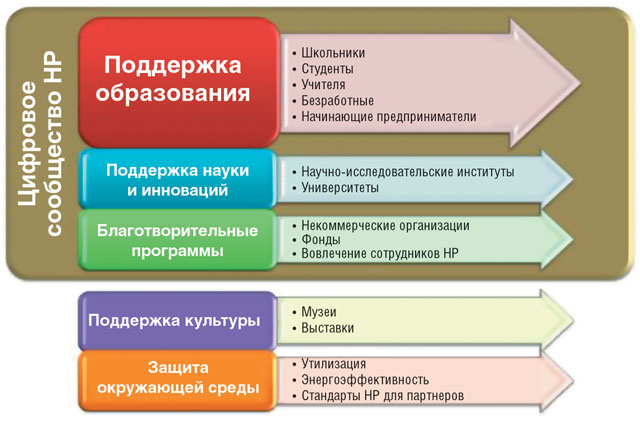 Цифровое
сообщество HP
Поддержка
образования
• Школьники
• Студенты
• Учителя
• Безработные
• Начинающие предприниматели
Поддержка науки
и инноваций
• Научно-исследовательские институты
• Университеты
Благотворительные
программы
• Некоммерческие организации
• Фонды
• Вовлечение сотрудников HP
Поддержка культуры
• Музеи
• Выставки
Защита
окружающей среды
• Утилизация
• Энергоэффективность
• Стандарты HP для партнеров